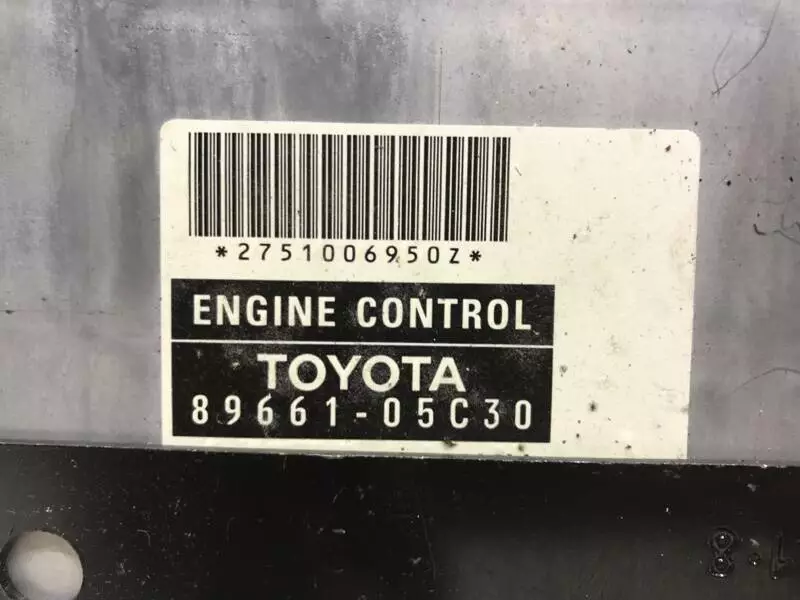 *2751006950Z*
ENGINE CONTROL
TOYOTA
89661-05C30